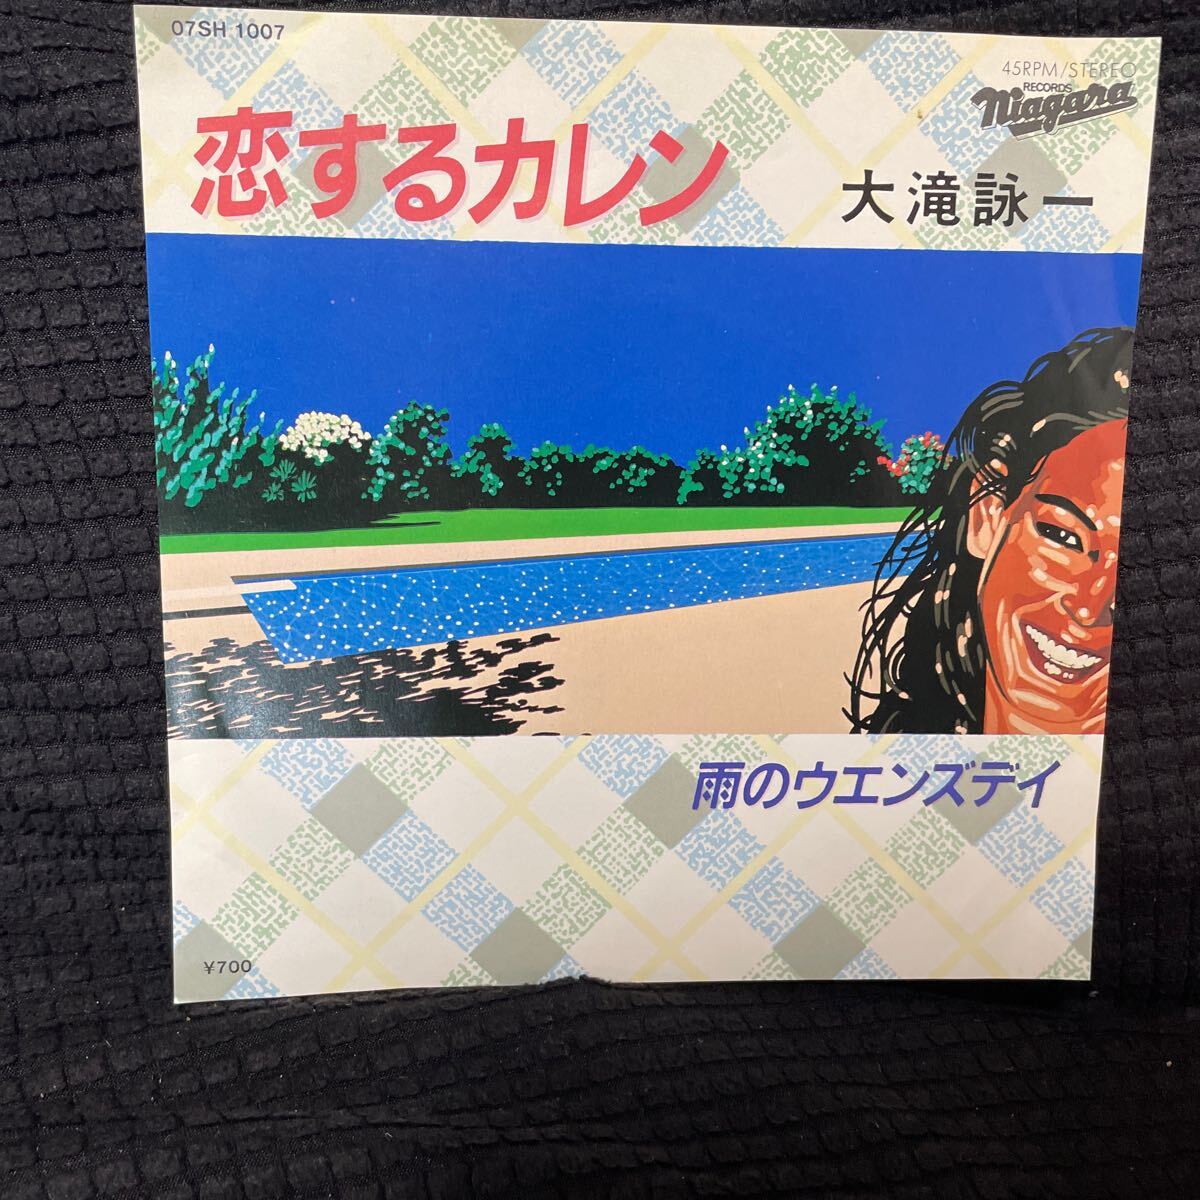 07SH 1007
45RPM/STEREO
RECORDS
Niagara
恋するカレン
大滝詠一
雨のウエンズデイ
¥700